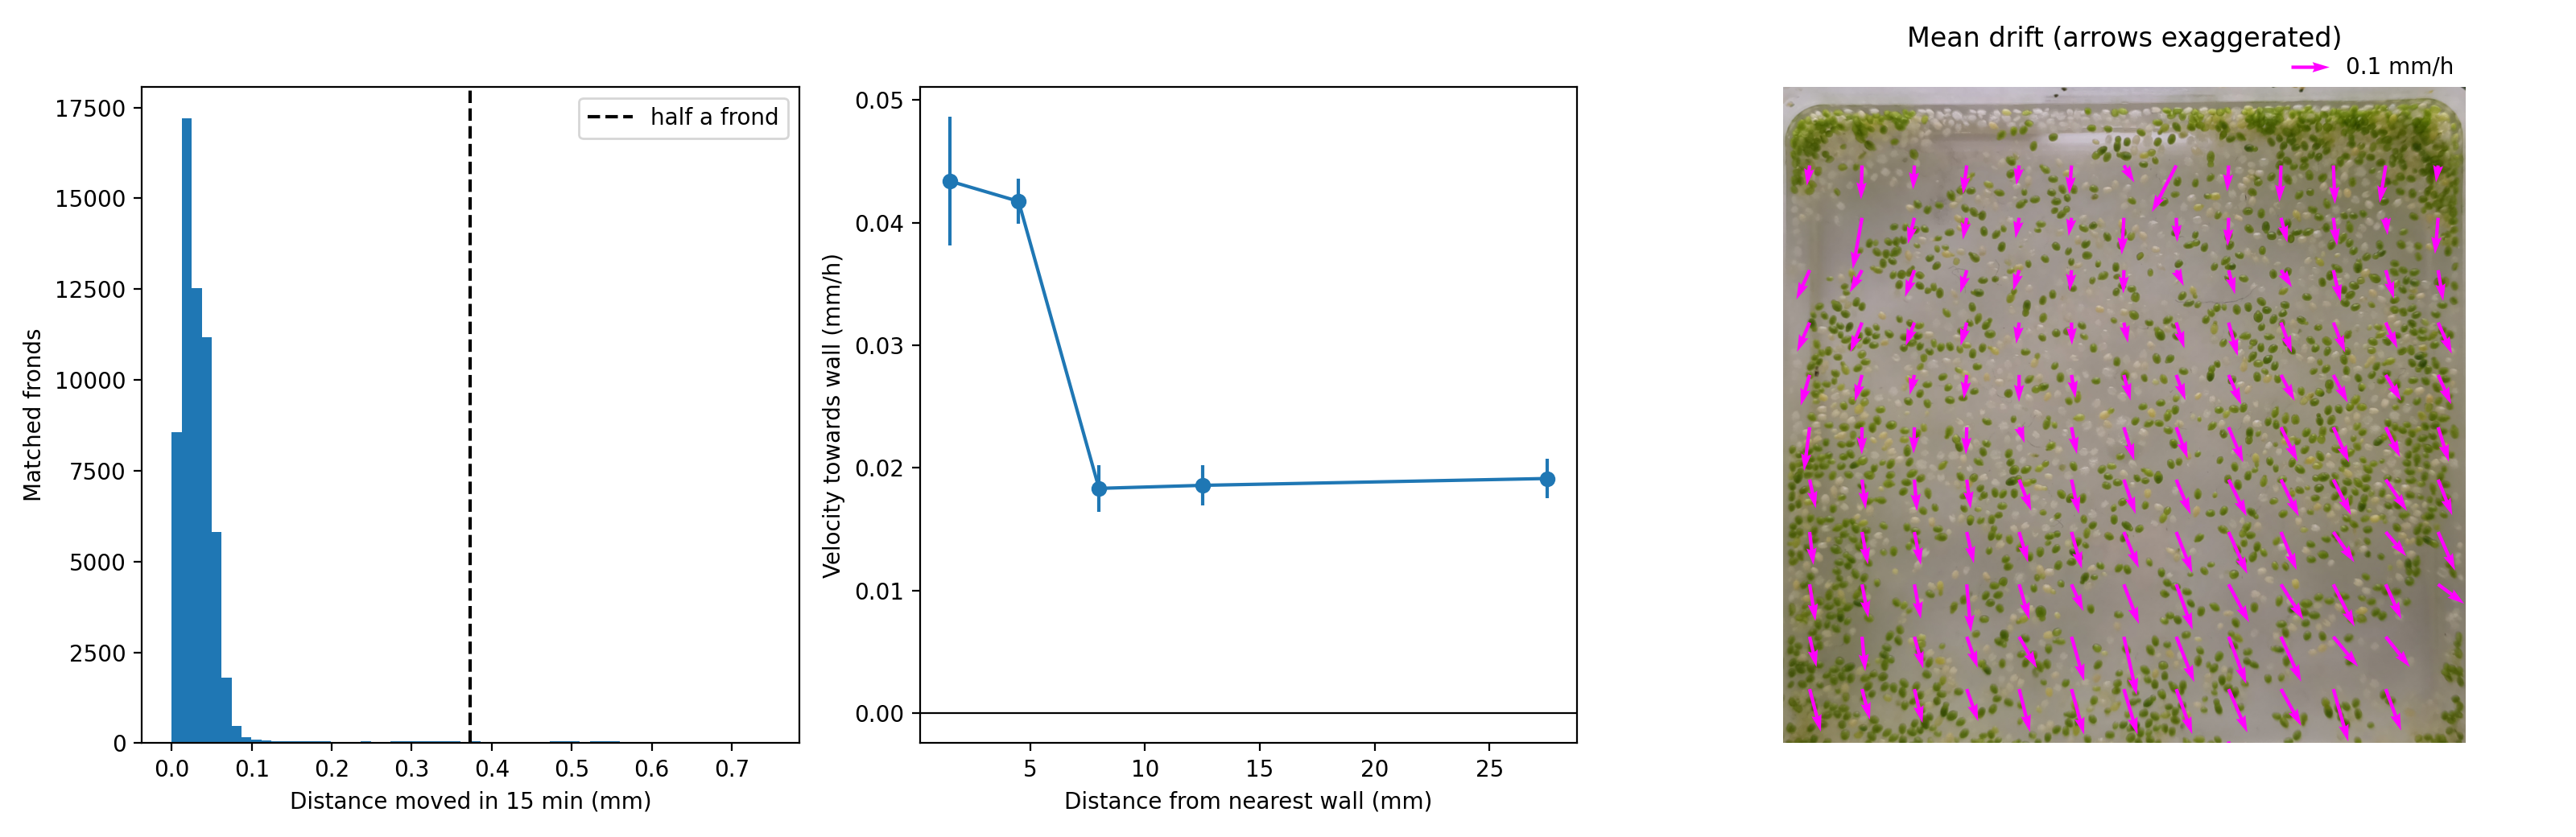 Mean drift (arrows exaggerated)
0.1 mm/h
17500
15000
12500
10000
7500
5000
2500
0
Matched fronds
half a frond
0.0 0.1 0.2 0.3 0.4 0.5 0.6 0.7
Distance moved in 15 min (mm)
0.05
0.04
0.03
0.02
0.01
0.00
Velocity towards wall (mm/h)
5 10 15 20 25
Distance from nearest wall (mm)